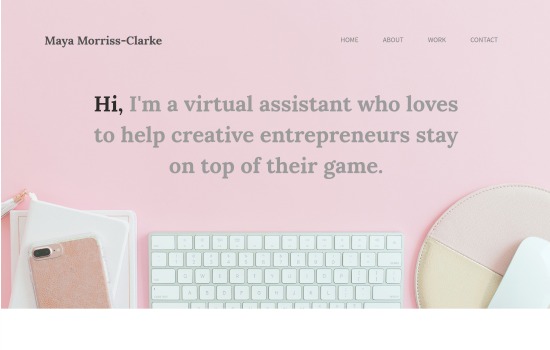 Maya Morriss-Clarke
HOME ABOUT WORK CONTACT
Hi, I'm a virtual assistant who loves
to help creative entrepreneurs stay
on top of their game.